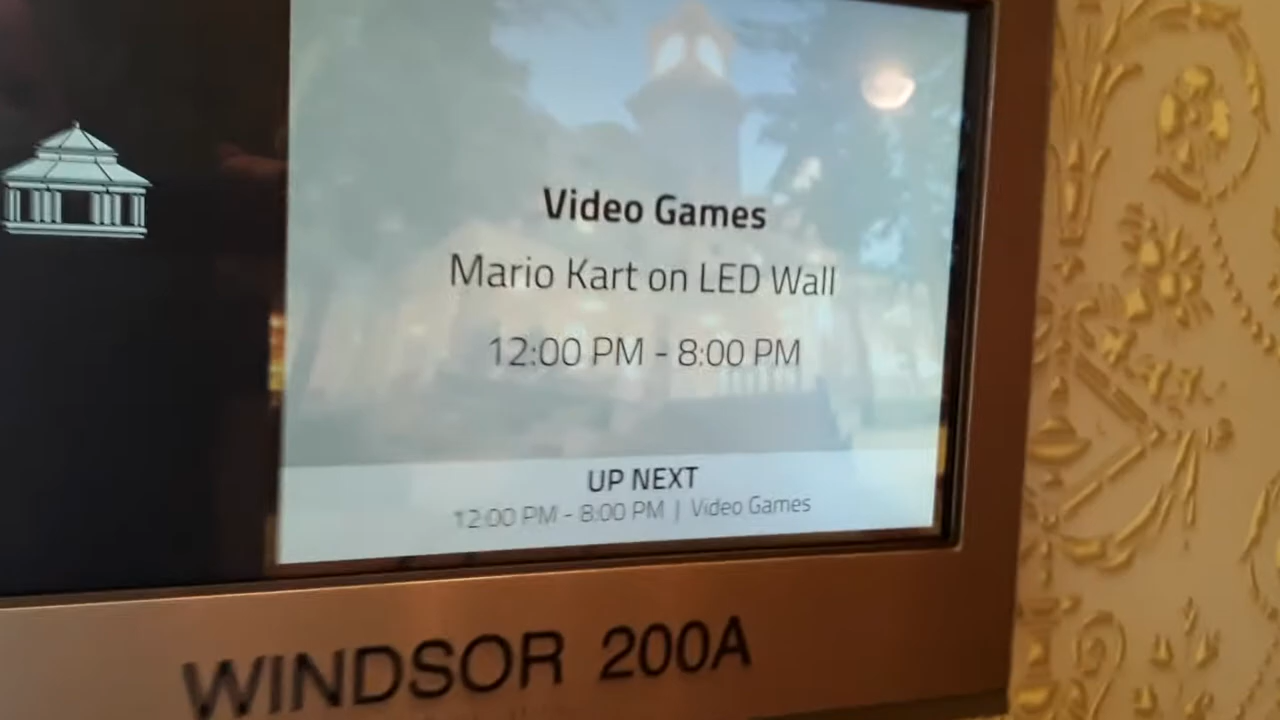 Video Games
Mario Kart on LED Wall
12:00 PM - 8:00 PM
UP NEXT
12:00 PM - 8:00 PM | Video Games
WINDSOR 200A